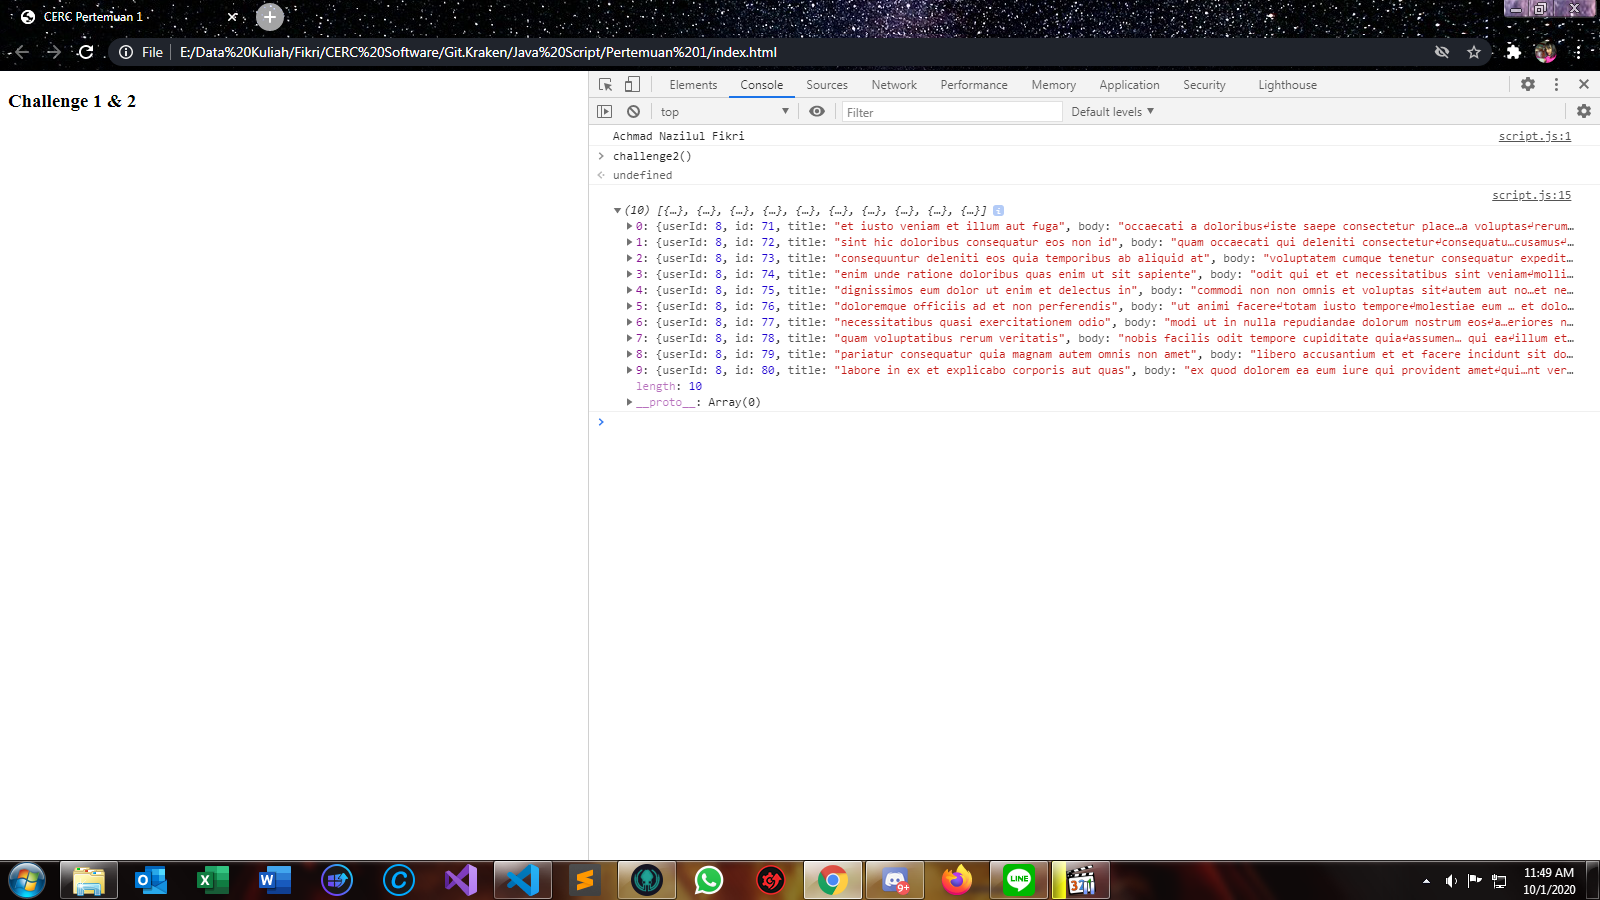 CERC Pertemuan 1
File E:/Data%20Kuliah/Fikri/CERC%20Software/Git.Kraken/Java%20Script/Pertemuan%201/index.html
Challenge 1 & 2
Elements Console Sources Network Performance Memory Application Security Lighthouse
top Filter Default levels
Achmad Nazilul Fikri script.js:1
challenge2()
undefined
script.js:15
(10) [{…}, {…}, {…}, {…}, {…}, {…}, {…}, {…}, {…}, {…}]
0: {userId: 8, id: 71, title: "et iusto veniam et illum aut fuga", body: "occaecati a doloribus↵iste saepe consectetur place…a voluptas↵rerum…
1: {userId: 8, id: 72, title: "sint hic doloribus consequatur eos non id", body: "quam occaecati qui deleniti consectetur↵consequatu…cusamus↵…
2: {userId: 8, id: 73, title: "consequuntur deleniti eos quia temporibus ab aliquid at", body: "voluptatem cumque tenetur consequatur expedit…
3: {userId: 8, id: 74, title: "enim unde ratione doloribus quas enim ut sit sapiente", body: "odit qui et et necessitatibus sint veniam↵molli…
4: {userId: 8, id: 75, title: "dignissimos eum dolor ut enim et delectus in", body: "commodi non non omnis et voluptas sit↵autem aut no…et ne…
5: {userId: 8, id: 76, title: "doloremque officiis ad et non perferendis", body: "ut animi facere↵totam iusto tempore↵molestiae eum … et dolo…
6: {userId: 8, id: 77, title: "necessitatibus quasi exercitationem odio", body: "modi ut in nulla repudiandae dolorum nostrum eos↵a…eriores n…
7: {userId: 8, id: 78, title: "quam voluptatibus rerum veritatis", body: "nobis facilis odit tempore cupiditate quia↵assumen… qui ea↵illum et…
8: {userId: 8, id: 79, title: "pariatur consequatur quia magnam autem omnis non amet", body: "libero accusantium et et facere incidunt sit do…
9: {userId: 8, id: 80, title: "labore in ex et explicabo corporis aut quas", body: "ex quod dolorem ea eum iure qui provident amet↵qui…nt ver…
length: 10
__proto__: Array(0)
9+
LINE
321
11:49 AM
10/1/2020